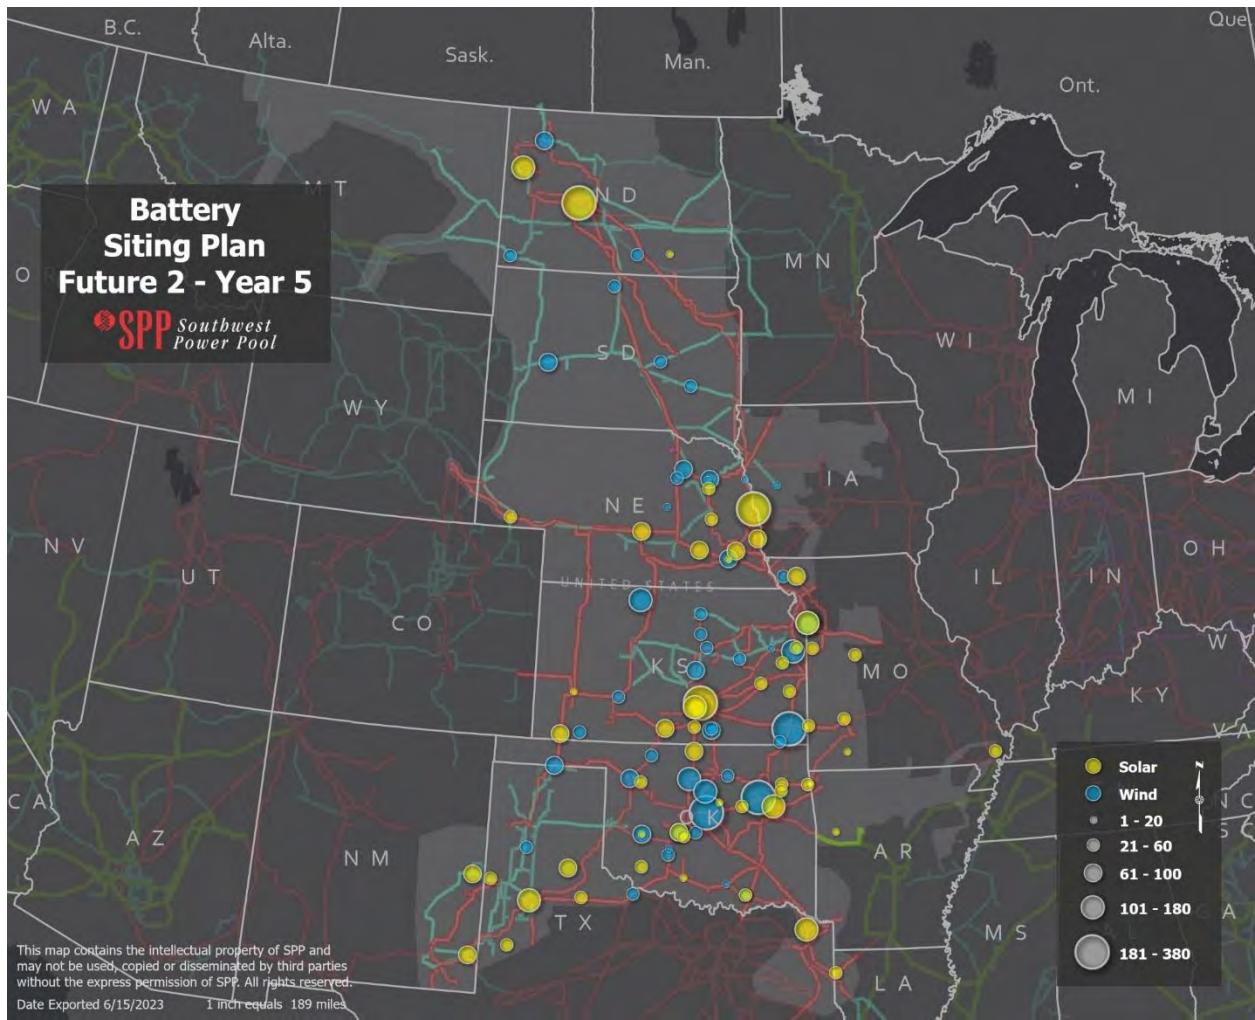 B.C.
Alta.
Sask.
Man.
Ont.
Que.
WA
MT
ND
MN
Battery
Siting Plan
Future 2 - Year 5
SPP Southwest
Power Pool
O
SD
WI
MI
WY
NE
IA
NV
UT
CO
UNITED STATES
IL
IN
OH
KS
MO
KY
W
VA
CA
AZ
NM
K
AR
TX
MS
LA
NC
SC
GA
Solar
Wind
N
1 - 20
21 - 60
61 - 100
101 - 180
181 - 380
This map contains the intellectual property of SPP and
may not be used, copied or disseminated by third parties
without the express permission of SPP. All rights reserved.
Date Exported 6/15/2023 1 inch equals 189 miles